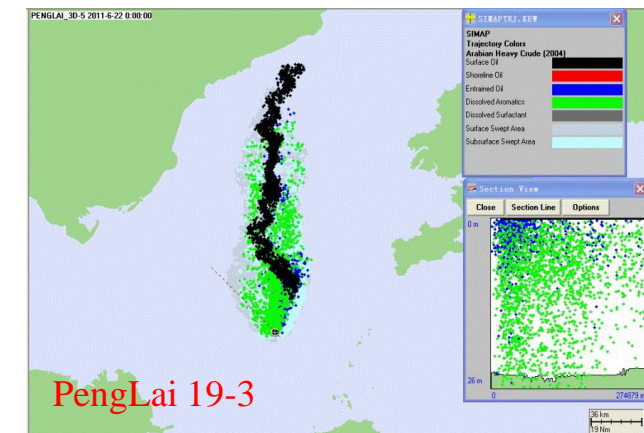 PENGLAI_3D-5 2011-6-22 0:00:00
SIMAPTRJ.KRW
SIMAP
Trajectory Colors
Arabian Heavy Crude (2004)
Surface Oil
Shoreline Oil
Entrained Oil
Dissolved Aromatics
Dissolved Surfactant
Surface Swept Area
Subsurface Swept Area
Section View
Close Section Line Options
0 m
26 m
0 274879 m
PengLai 19-3
36 km
19 Nm